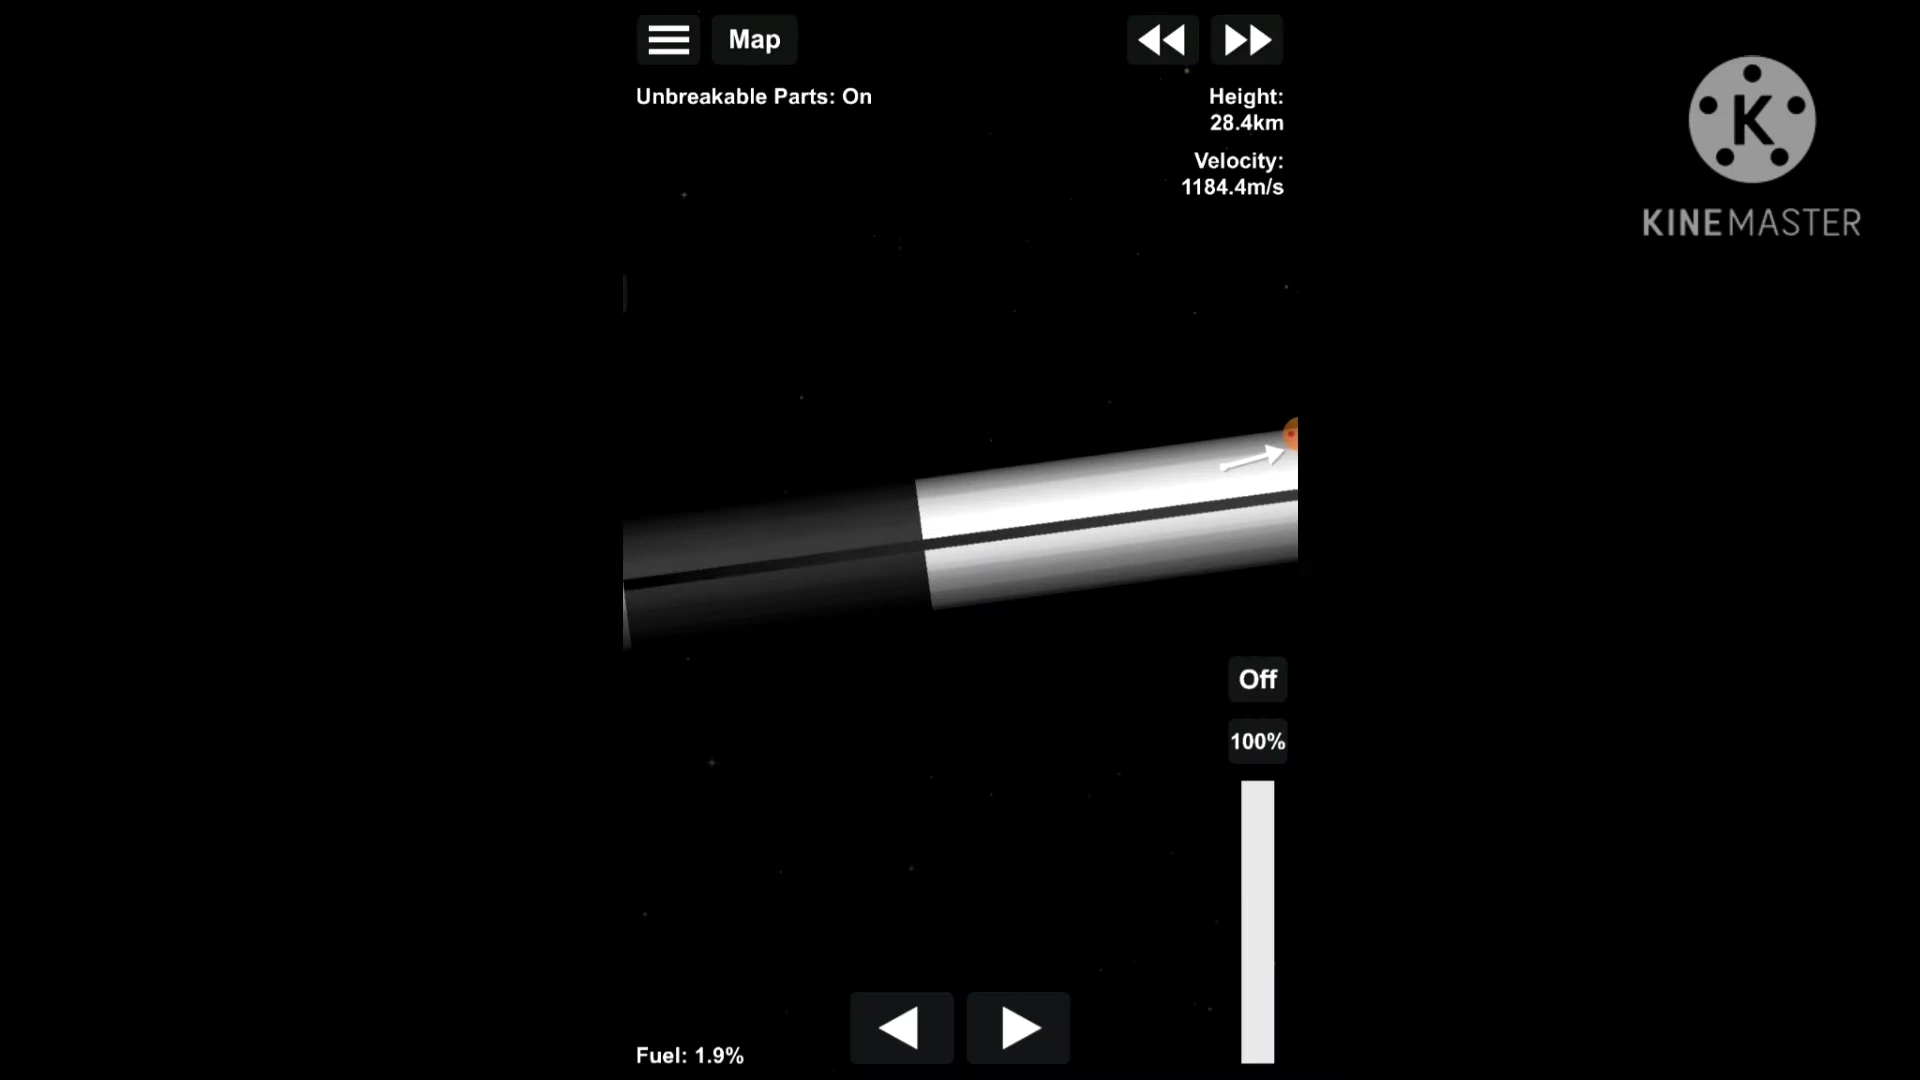 Map
Unbreakable Parts: On
Height:
28.4km
Velocity:
1184.4m/s
K
KINEMASTER
Off
100%
Fuel: 1.9%